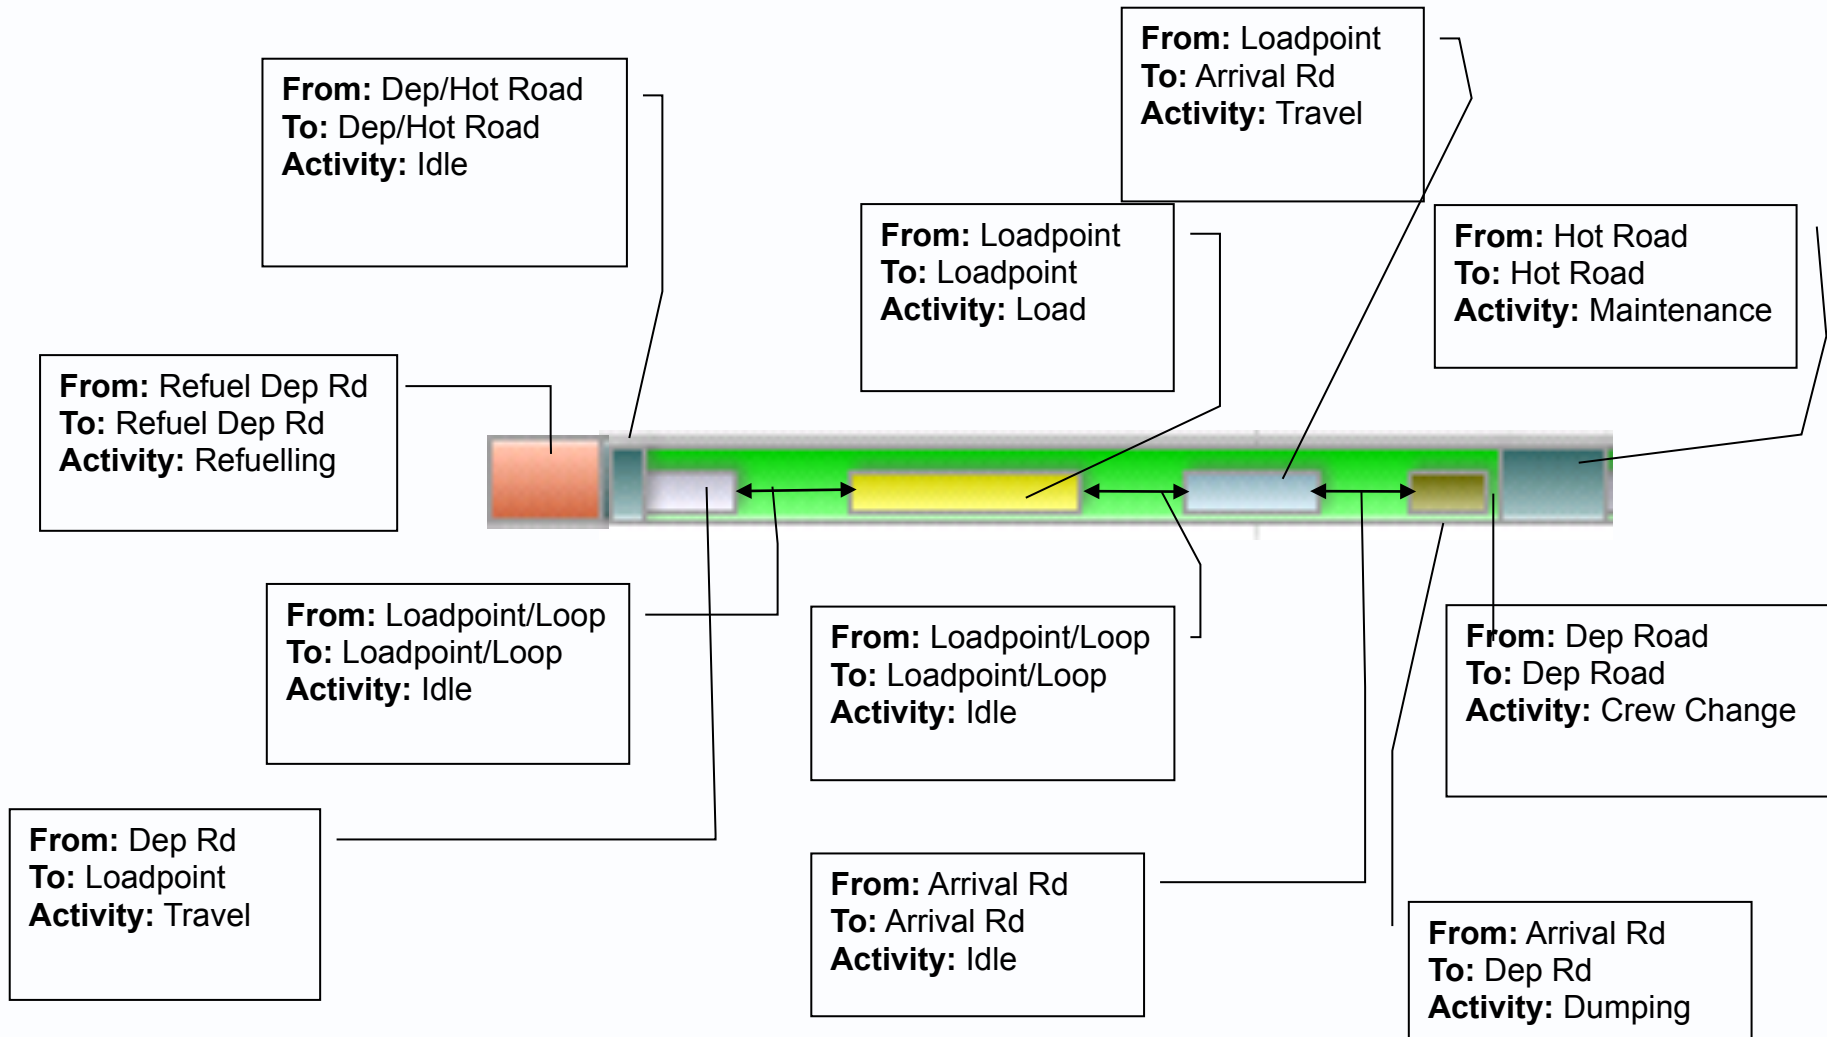 From: Loadpoint
To: Arrival Rd
Activity: Travel
From: Dep/Hot Road
To: Dep/Hot Road
Activity: Idle
From: Loadpoint
To: Loadpoint
Activity: Load
From: Hot Road
To: Hot Road
Activity: Maintenance
From: Refuel Dep Rd
To: Refuel Dep Rd
Activity: Refuelling
From: Loadpoint/Loop
To: Loadpoint/Loop
Activity: Idle
From: Loadpoint/Loop
To: Loadpoint/Loop
Activity: Idle
From: Dep Road
To: Dep Road
Activity: Crew Change
From: Dep Rd
To: Loadpoint
Activity: Travel
From: Arrival Rd
To: Arrival Rd
Activity: Idle
From: Arrival Rd
To: Dep Rd
Activity: Dumping